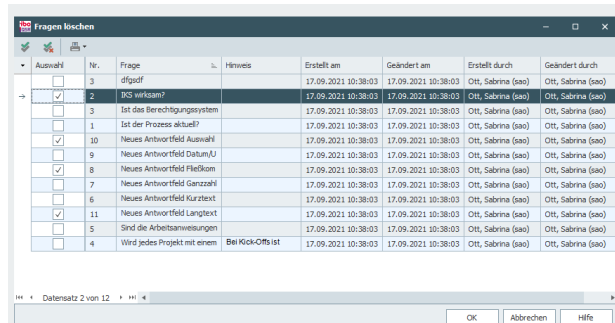 ibo
Fragen löschen
Auswahl Nr. Frage Hinweis Erstellt am Geändert am Erstellt durch Geändert durch
3 dfgsdf 17.09.2021 10:38:03 17.09.2021 10:38:03 Ott, Sabrina (sao) Ott, Sabrina (sao)
2 IKS wirksam? 17.09.2021 10:38:03 17.09.2021 10:38:03 Ott, Sabrina (sao) Ott, Sabrina (sao)
3 Ist das Berechtigungssystem 17.09.2021 10:38:03 17.09.2021 10:38:03 Ott, Sabrina (sao) Ott, Sabrina (sao)
1 Ist der Prozess aktuell? 17.09.2021 10:38:03 17.09.2021 10:38:03 Ott, Sabrina (sao) Ott, Sabrina (sao)
10 Neues Antwortfeld Auswahl 17.09.2021 10:38:03 17.09.2021 10:38:03 Ott, Sabrina (sao) Ott, Sabrina (sao)
9 Neues Antwortfeld Datum/U 17.09.2021 10:38:03 17.09.2021 10:38:03 Ott, Sabrina (sao) Ott, Sabrina (sao)
8 Neues Antwortfeld Fließkom 17.09.2021 10:38:03 17.09.2021 10:38:03 Ott, Sabrina (sao) Ott, Sabrina (sao)
7 Neues Antwortfeld Ganzzahl 17.09.2021 10:38:03 17.09.2021 10:38:03 Ott, Sabrina (sao) Ott, Sabrina (sao)
6 Neues Antwortfeld Kurztext 17.09.2021 10:38:03 17.09.2021 10:38:03 Ott, Sabrina (sao) Ott, Sabrina (sao)
11 Neues Antwortfeld Langtext 17.09.2021 10:38:03 17.09.2021 10:38:03 Ott, Sabrina (sao) Ott, Sabrina (sao)
5 Sind die Arbeitsanweisungen 17.09.2021 10:38:03 17.09.2021 10:38:03 Ott, Sabrina (sao) Ott, Sabrina (sao)
4 Wird jedes Projekt mit einem Bei Kick-Offs ist 17.09.2021 10:38:03 17.09.2021 10:38:03 Ott, Sabrina (sao) Ott, Sabrina (sao)
Datensatz 2 von 12
OK Abbrechen Hilfe